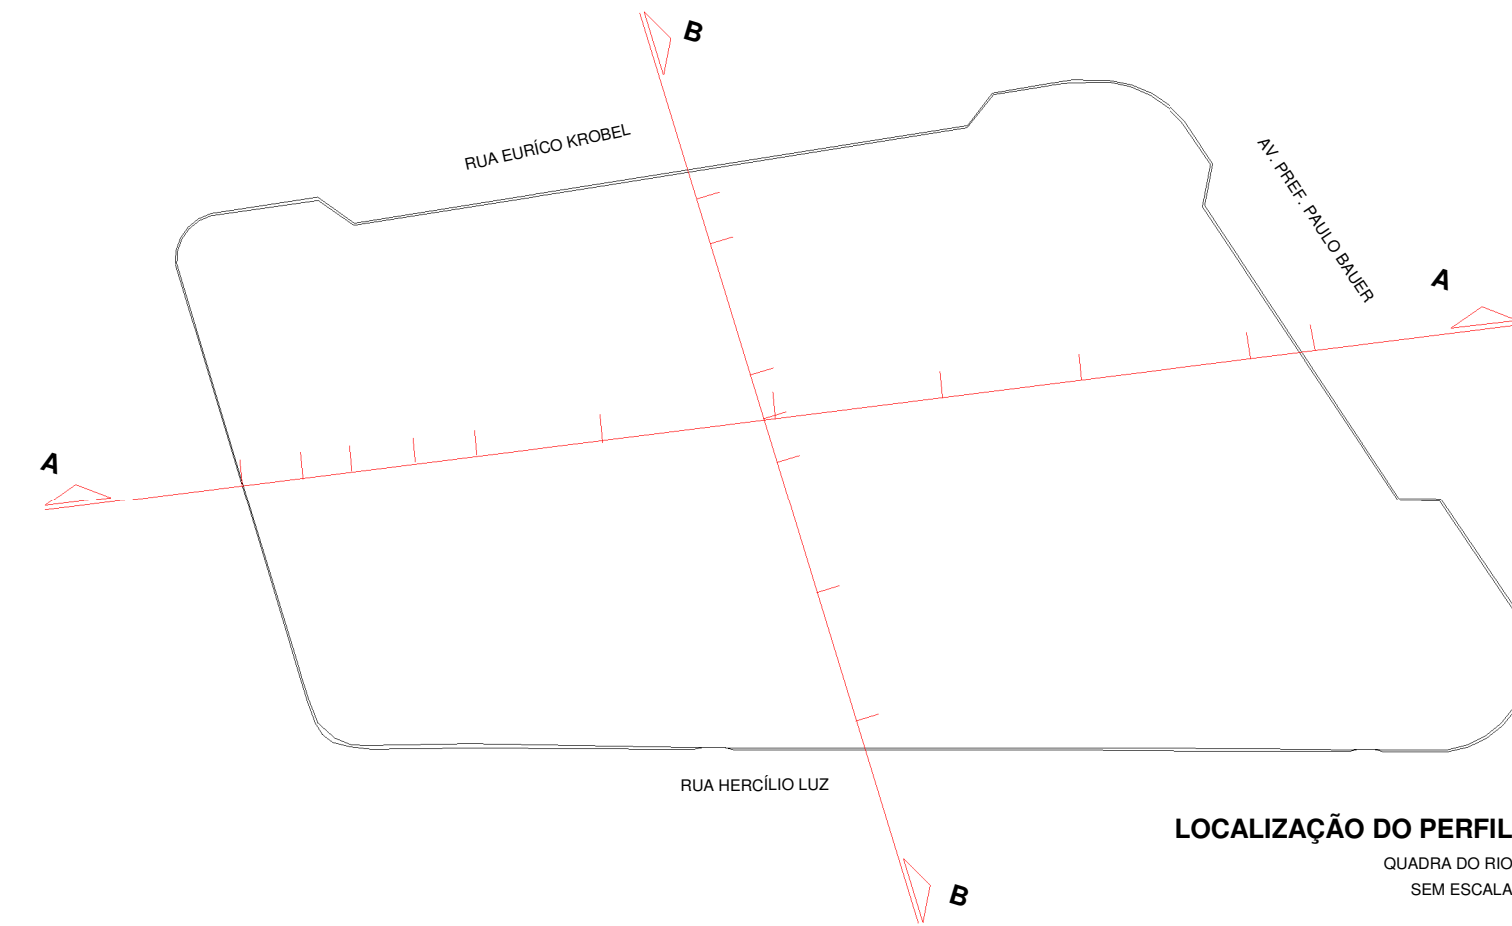 B
RUA EURÍCO KROBEL
AV. PREF. PAULO BAUER
A
A
RUA HERCÍLIO LUZ
LOCALIZAÇÃO DO PERFIL
QUADRA DO RIO
SEM ESCALA
B